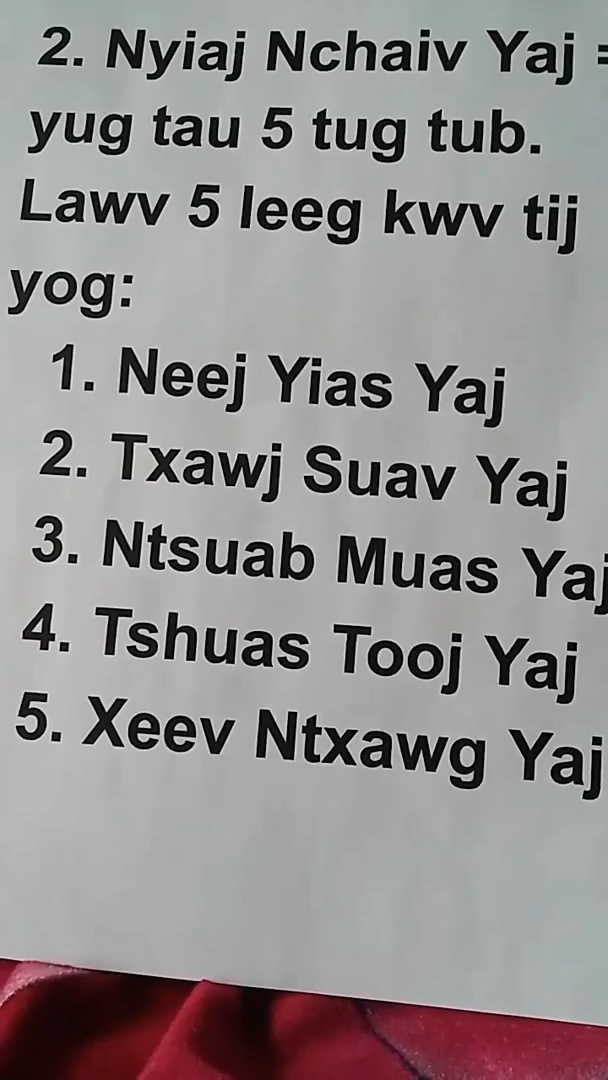 2. Nyiaj Nchaiv Yaj =
yug tau 5 tug tub.
Lawv 5 leeg kwv tij
yog:
1. Neej Yias Yaj
2. Txawj Suav Yaj
3. Ntsuab Muas Yaj
4. Tshuas Tooj Yaj
5. Xeev Ntxawg Yaj